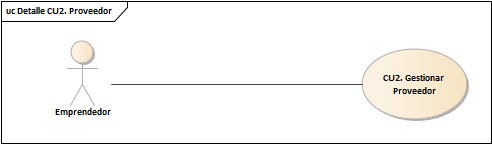 uc Detalle CU2. Proveedor
Emprendedor
CU2. Gestionar
Proveedor